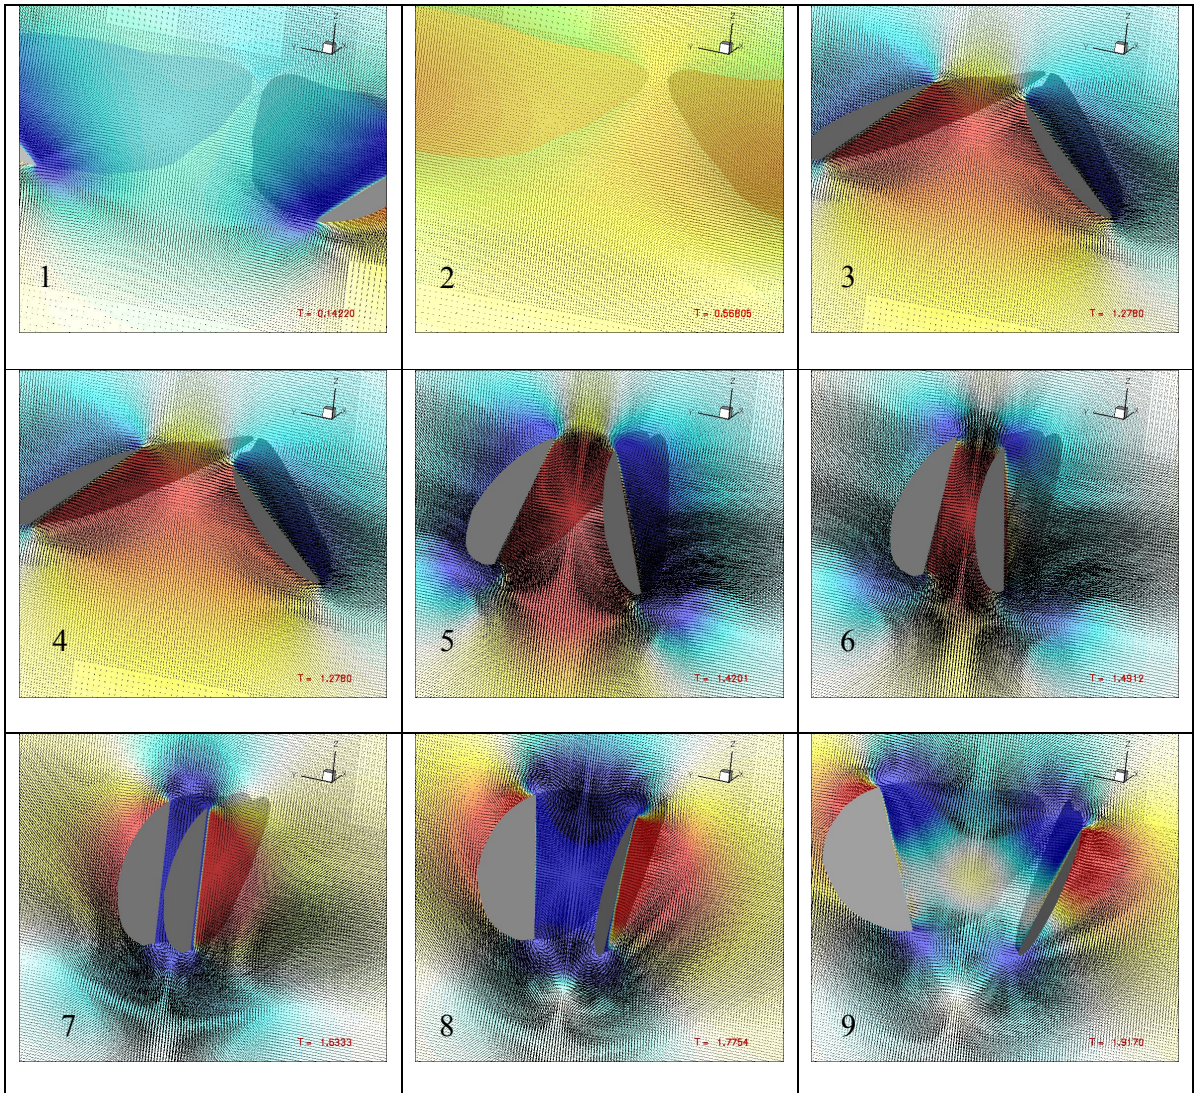 Z
Y X
1
T = 0.14220
Z
Y X
2
T = 0.56805
Z
Y X
3
T = 1.2780
Z
Y X
4
T = 1.2780
Z
Y X
5
T = 1.4201
Z
Y X
6
T = 1.4912
Z
Y X
7
T = 1.6333
Z
Y X
8
T = 1.7754
Z
Y X
9
T = 1.9170